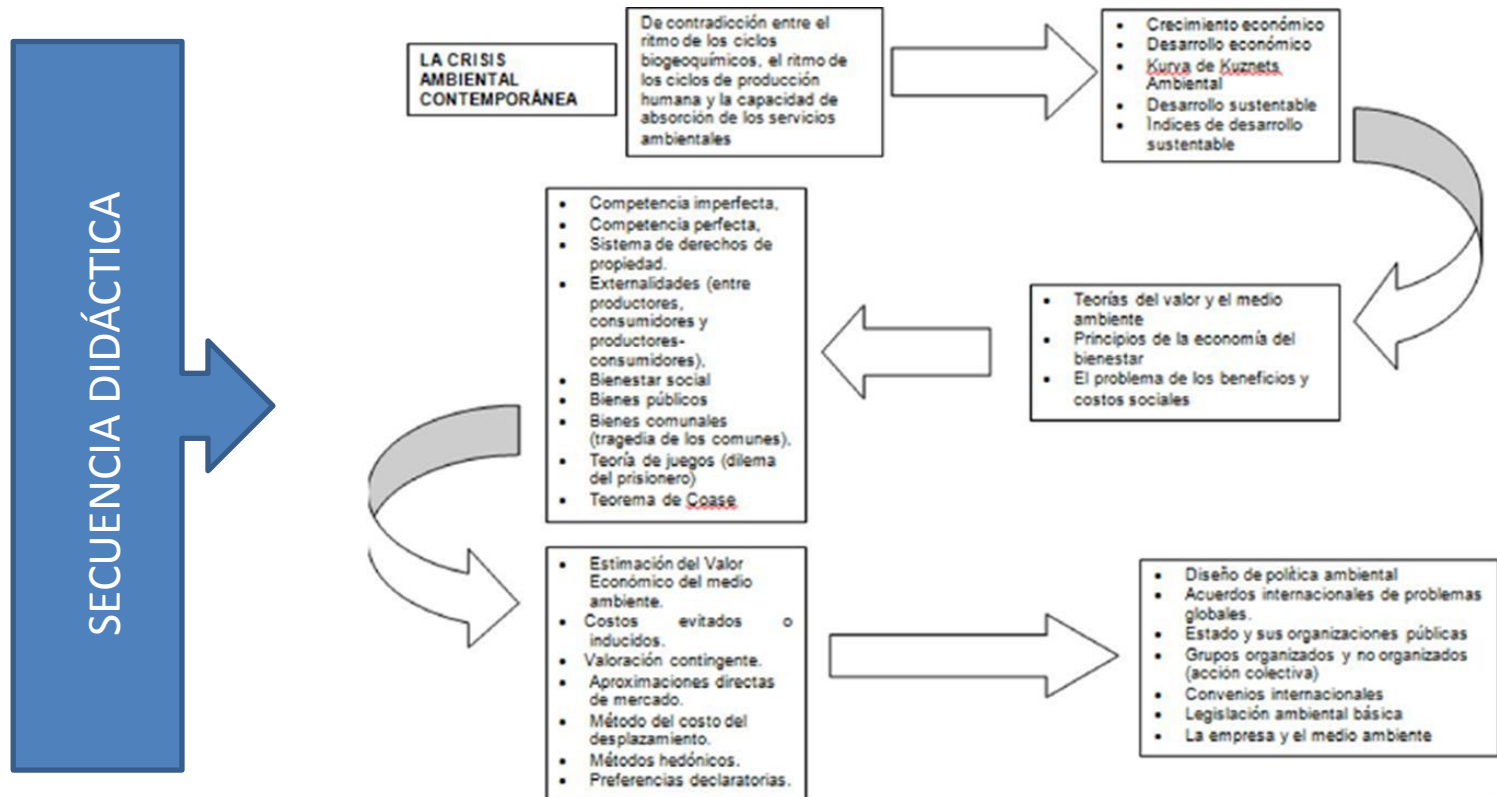 SECUENCIA DIDÁCTICA
LA CRISIS
AMBIENTAL
CONTEMPORÁNEA
De contradicción entre el
ritmo de los ciclos
biogeoquímicos, el ritmo de
los ciclos de producción
humana y la capacidad de
absorción de los servicios
ambientales
• Crecimiento económico
• Desarrollo económico
• Kurva de Kuznets
Ambiental
• Desarrollo sustentable
• Índices de desarrollo
sustentable
• Teorías del valor y el medio
ambiente
• Principios de la economía del
bienestar
• El problema de los beneficios y
costos sociales
• Competencia imperfecta,
• Competencia perfecta,
• Sistema de derechos de
propiedad.
• Externalidades (entre
productores,
consumidores y
productores-
consumidores),
• Bienestar social
• Bienes públicos
• Bienes comunales
(tragedia de los comunes),
• Teoría de juegos (dilema
del prisionero)
• Teorema de Coase
• Estimación del Valor
Económico del medio
ambiente.
• Costos evitados o
inducidos.
• Valoración contingente.
• Aproximaciones directas
de mercado.
• Método del costo del
desplazamiento.
• Métodos hedónicos.
• Preferencias declaratorias.
• Diseño de política ambiental
• Acuerdos internacionales de problemas
globales.
• Estado y sus organizaciones públicas
• Grupos organizados y no organizados
(acción colectiva)
• Convenios internacionales
• Legislación ambiental básica
• La empresa y el medio ambiente